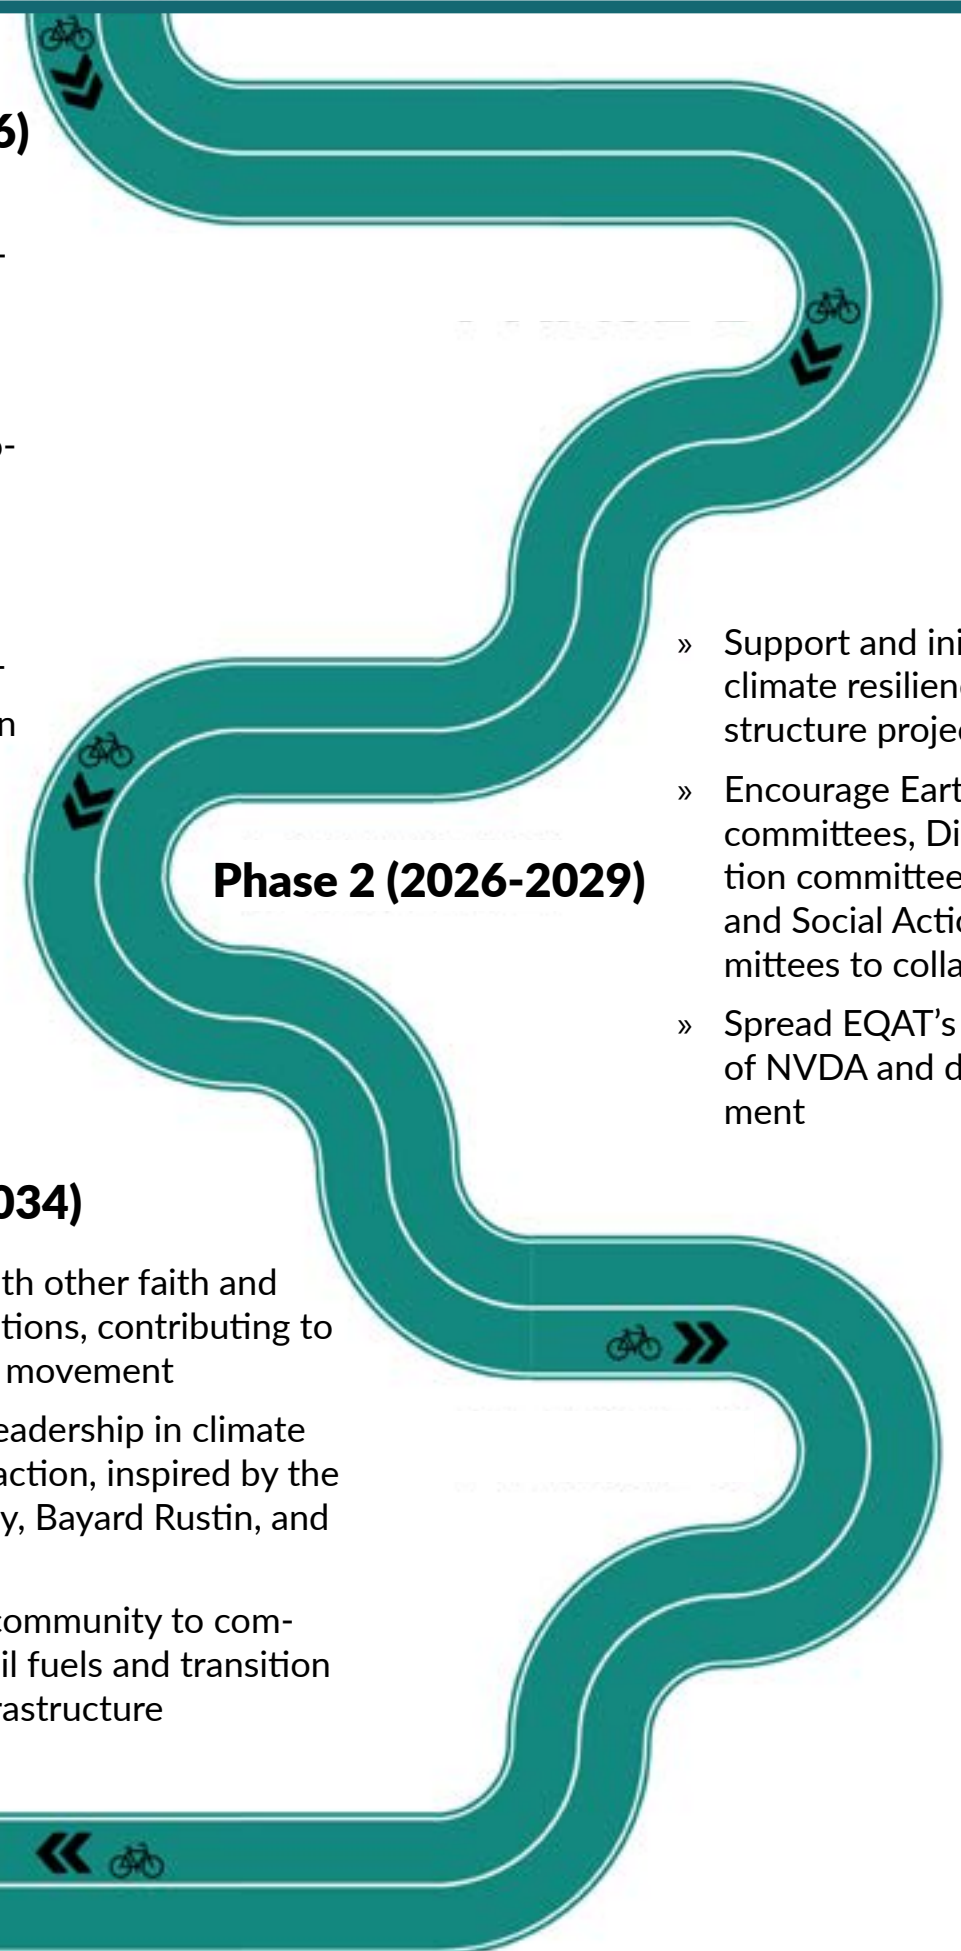 6)
-
o-
-
n
» Support and ini
climate resilien
structure projec
» Encourage Eart
committees, Di
tion committee
and Social Actio
mittees to colla
» Spread EQAT’s
of NVDA and d
ment
Phase 2 (2026-2029)
034)
th other faith and
tions, contributing to
movement
eadership in climate
action, inspired by the
y, Bayard Rustin, and
community to com-
il fuels and transition
rastructure